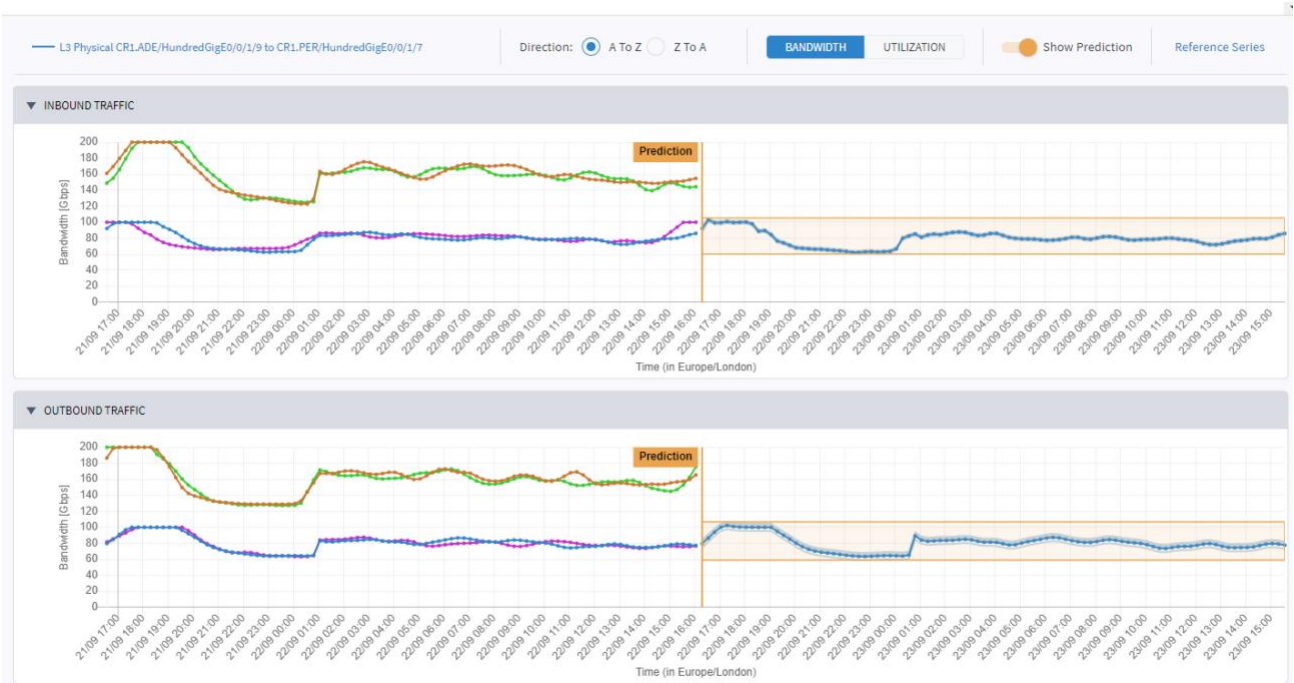 L3 Physical CR1.ADE/HundredGigE0/0/1/9 to CR1.PER/HundredGigE0/0/1/7 Direction: A To Z Z To A BANDWIDTH UTILIZATION Show Prediction Reference Series
INBOUND TRAFFIC
Prediction
Bandwidth [Gbps]
200
180
160
140
120
100
80
60
40
20
0
21/09 17:00 21/09 18:00 21/09 19:00 21/09 20:00 21/09 21:00 21/09 22:00 21/09 23:00 22/09 00:00 22/09 01:00 22/09 02:00 22/09 03:00 22/09 04:00 22/09 05:00 22/09 06:00 22/09 07:00 22/09 08:00 22/09 09:00 22/09 10:00 22/09 11:00 22/09 12:00 22/09 13:00 22/09 14:00 22/09 15:00 22/09 16:00 22/09 17:00 22/09 18:00 22/09 19:00 22/09 20:00 22/09 21:00 22/09 22:00 22/09 23:00 23/09 00:00 23/09 01:00 23/09 02:00 23/09 03:00 23/09 04:00 23/09 05:00 23/09 06:00 23/09 07:00 23/09 08:00 23/09 09:00 23/09 10:00 23/09 11:00 23/09 12:00 23/09 13:00 23/09 14:00 23/09 15:00
Time (in Europe/London)
OUTBOUND TRAFFIC
Prediction
Bandwidth [Gbps]
200
180
160
140
120
100
80
60
40
20
0
21/09 17:00 21/09 18:00 21/09 19:00 21/09 20:00 21/09 21:00 21/09 22:00 21/09 23:00 22/09 00:00 22/09 01:00 22/09 02:00 22/09 03:00 22/09 04:00 22/09 05:00 22/09 06:00 22/09 07:00 22/09 08:00 22/09 09:00 22/09 10:00 22/09 11:00 22/09 12:00 22/09 13:00 22/09 14:00 22/09 15:00 22/09 16:00 22/09 17:00 22/09 18:00 22/09 19:00 22/09 20:00 22/09 21:00 22/09 22:00 22/09 23:00 23/09 00:00 23/09 01:00 23/09 02:00 23/09 03:00 23/09 04:00 23/09 05:00 23/09 06:00 23/09 07:00 23/09 08:00 23/09 09:00 23/09 10:00 23/09 11:00 23/09 12:00 23/09 13:00 23/09 14:00 23/09 15:00
Time (in Europe/London)